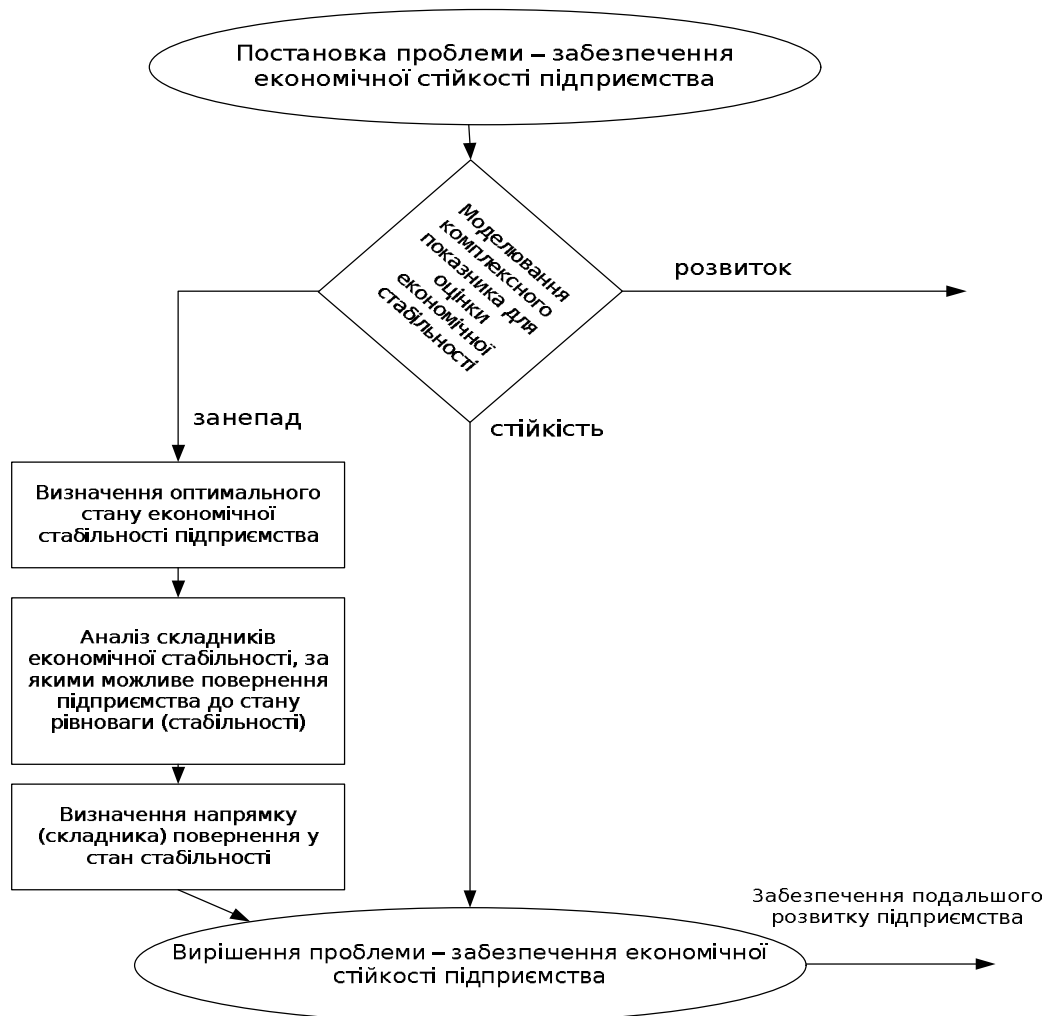 Постановка проблеми – забезпечення
економічної стійкості підприємства
Моделювання
комплексного
показника для
оцінки
економічної
стабільності
розвиток
занепад
стійкість
Визначення оптимального
стану економічної
стабільності підприємства
Аналіз складників
економічної стабільності, за
якими можливе повернення
підприємства до стану
рівноваги (стабільності)
Визначення напрямку
(складника) повернення у
стан стабільності
Забезпечення подальшого
розвитку підприємства
Вирішення проблеми – забезпечення економічної
стійкості підприємства